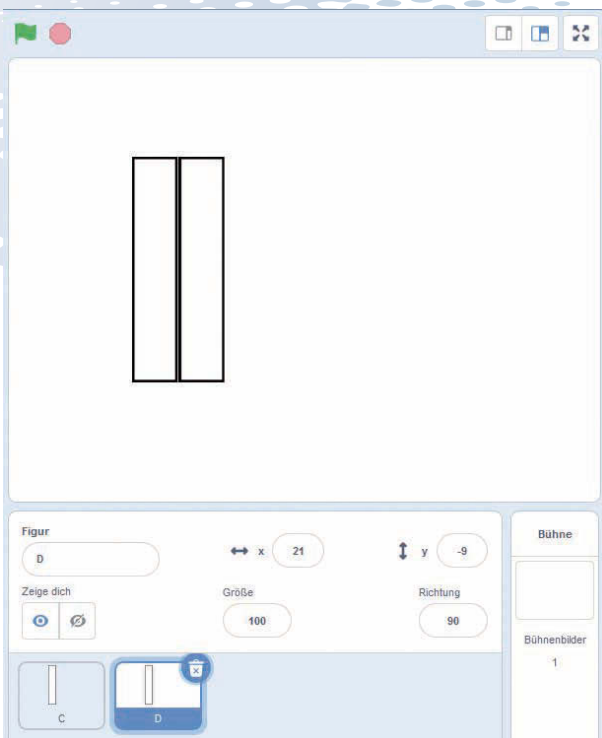 Figur
D
x 21
y -9
Zeige dich
Größe
100
Richtung
90
C
D
Bühne
Bühnenbilder
1